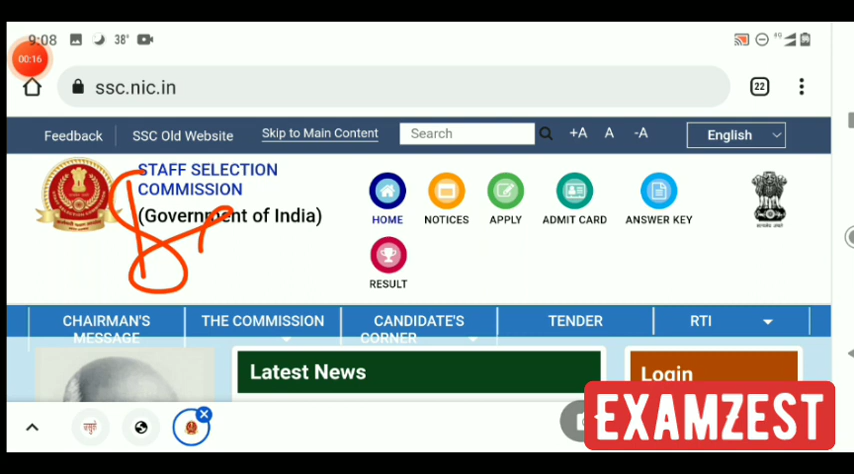 9:08 38° 4G
00:16
ssc.nic.in 22
Feedback SSC Old Website Skip to Main Content Search +A A -A English
STAFF SELECTION
COMMISSION
(Government of India)
HOME NOTICES APPLY ADMIT CARD ANSWER KEY
RESULT
CHAIRMAN'S
MESSAGE
THE COMMISSION
CANDIDATE'S
CORNER
TENDER
RTI
Latest News
Login
EXAMZEST